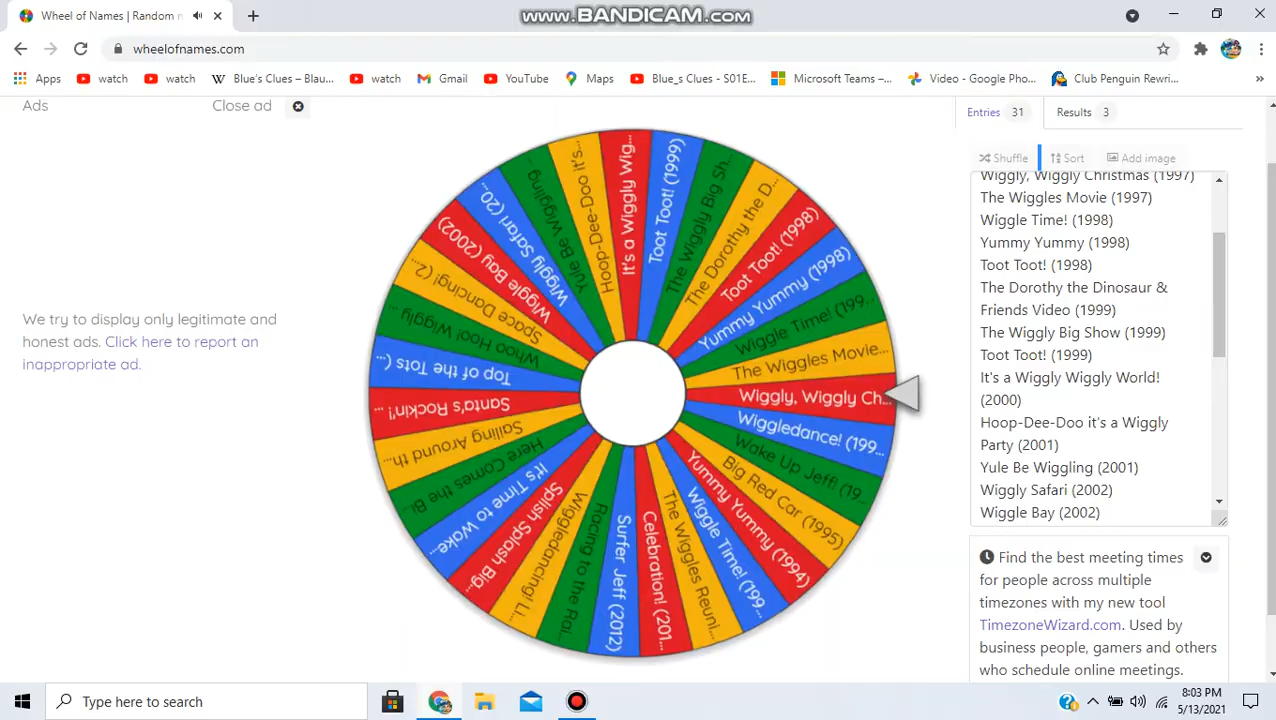 www.BANDICAM.com
Wheel of Names | Random n
wheelofnames.com
Apps watch watch Blue's Clues – Blau... watch Gmail YouTube Maps Blue_s Clues - S01E... Microsoft Teams –... Video - Google Pho... Club Penguin Rewri... »
Ads Close ad
We try to display only legitimate and
honest ads. Click here to report an
inappropriate ad.
It's a Wiggly Wig...
Toot Toot! (1999)
The Wiggly Big Sh...
The Dorothy the D...
Toot Toot! (1998)
Yummy Yummy (1998)
Wiggle Time! (199...
The Wiggles Movie...
Wiggly, Wiggly Ch...
Wiggledance! (199...
Wake Up Jeff! (19...
Big Red Car (1995)
Yummy Yummy (1994)
Wiggle Time! (199...
The Wiggles Reuni...
Celebration! (201...
Surfer Jeff (2012)
Racing to the Rai...
Wiggledancing! Li...
Splish Splash Big...
It's Time to Wake...
Here Comes the Bi...
Sailing Around th...
Santa's Rockin'! ...
Top of the Tots (...
Whoo Hoo! Wiggly ...
Space Dancing! (2...
Wiggle Bay (2002)
Wiggly Safari (20...
Yule Be Wiggling ...
Hoop-Dee-Doo it's...
Entries 31 Results 3
Shuffle Sort Add image
Wiggly, Wiggly Christmas (1997)
The Wiggles Movie (1997)
Wiggle Time! (1998)
Yummy Yummy (1998)
Toot Toot! (1998)
The Dorothy the Dinosaur &
Friends Video (1999)
The Wiggly Big Show (1999)
Toot Toot! (1999)
It's a Wiggly Wiggly World!
(2000)
Hoop-Dee-Doo it's a Wiggly
Party (2001)
Yule Be Wiggling (2001)
Wiggly Safari (2002)
Wiggle Bay (2002)
Find the best meeting times
for people across multiple
timezones with my new tool
TimezoneWizard.com. Used by
business people, gamers and others
who schedule online meetings.
Type here to search
8:03 PM
5/13/2021